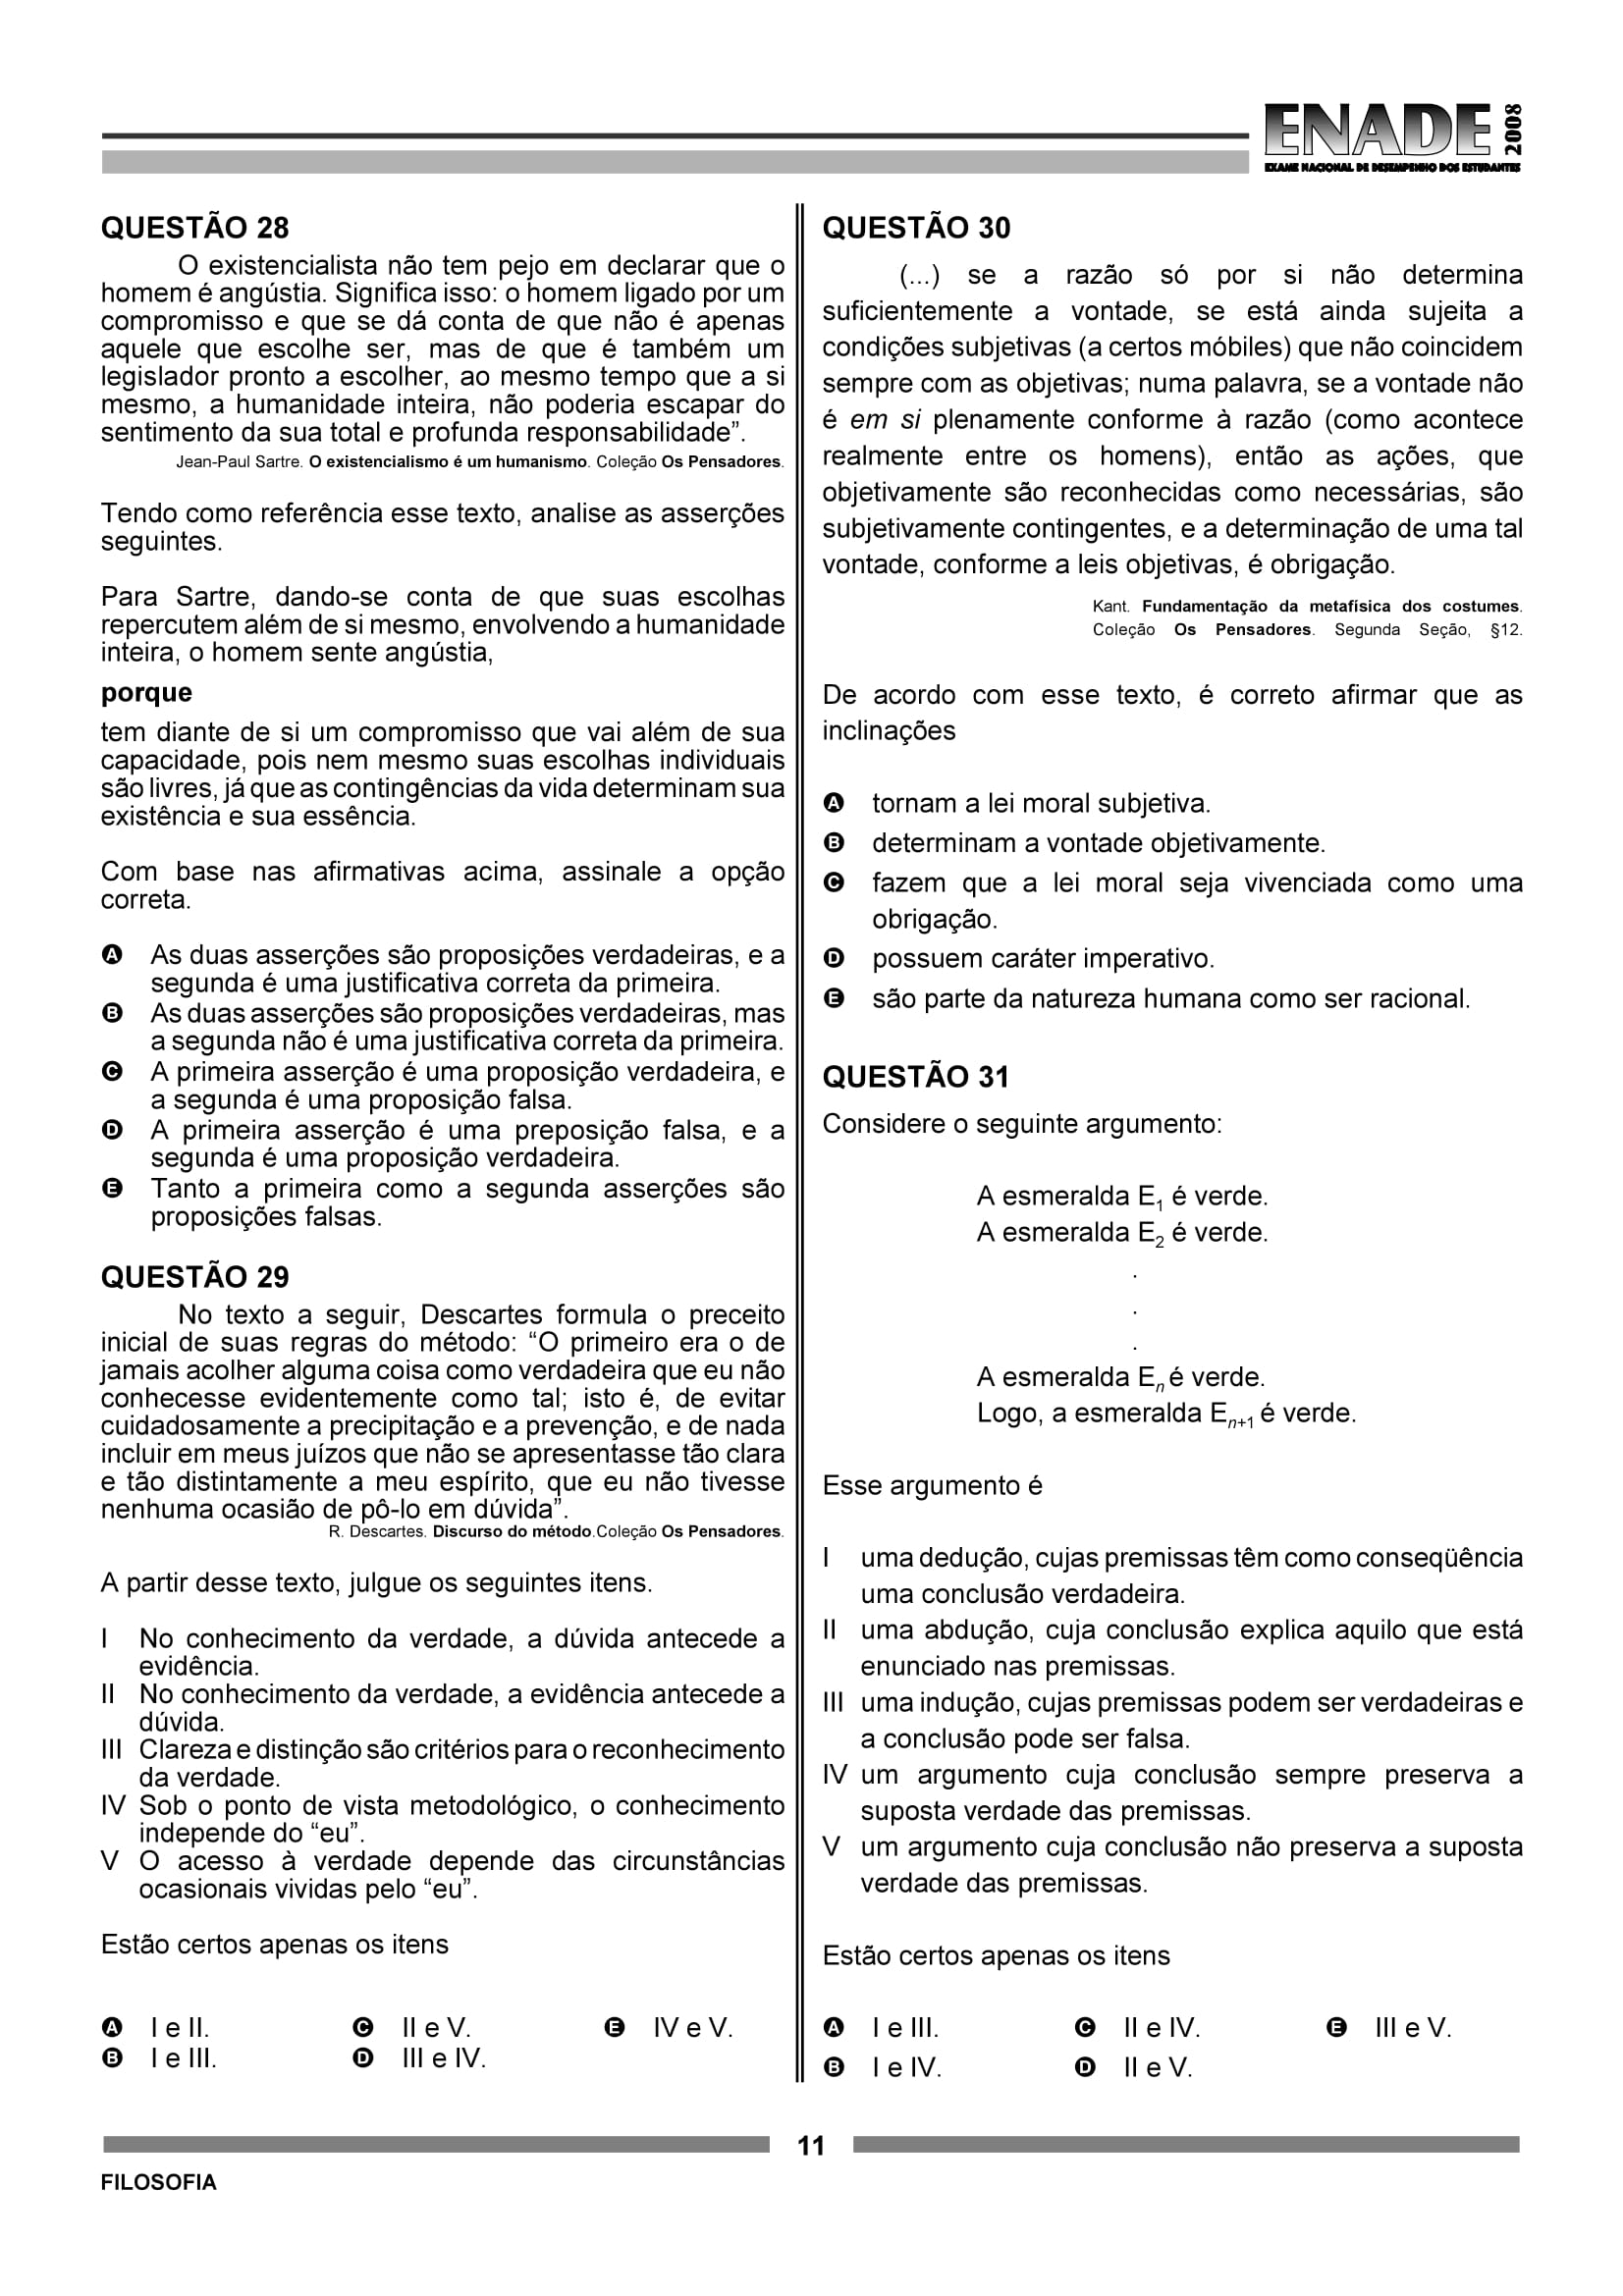 ENADE 2008
EXAME NACIONAL DE DESEMPENHO DOS ESTUDANTES
QUESTÃO 28
O existencialista não tem pejo em declarar que o
homem é angústia. Significa isso: o homem ligado por um
compromisso e que se dá conta de que não é apenas
aquele que escolhe ser, mas de que é também um
legislador pronto a escolher, ao mesmo tempo que a si
mesmo, a humanidade inteira, não poderia escapar do
sentimento da sua total e profunda responsabilidade”.
Jean-Paul Sartre. O existencialismo é um humanismo. Coleção Os Pensadores.
Tendo como referência esse texto, analise as asserções
seguintes.
Para Sartre, dando-se conta de que suas escolhas
repercutem além de si mesmo, envolvendo a humanidade
inteira, o homem sente angústia,
porque
tem diante de si um compromisso que vai além de sua
capacidade, pois nem mesmo suas escolhas individuais
são livres, já que as contingências da vida determinam sua
existência e sua essência.
Com base nas afirmativas acima, assinale a opção
correta.
A As duas asserções são proposições verdadeiras, e a
segunda é uma justificativa correta da primeira.
B As duas asserções são proposições verdadeiras, mas
a segunda não é uma justificativa correta da primeira.
C A primeira asserção é uma proposição verdadeira, e
a segunda é uma proposição falsa.
D A primeira asserção é uma preposição falsa, e a
segunda é uma proposição verdadeira.
E Tanto a primeira como a segunda asserções são
proposições falsas.
QUESTÃO 29
No texto a seguir, Descartes formula o preceito
inicial de suas regras do método: “O primeiro era o de
jamais acolher alguma coisa como verdadeira que eu não
conhecesse evidentemente como tal; isto é, de evitar
cuidadosamente a precipitação e a prevenção, e de nada
incluir em meus juízos que não se apresentasse tão clara
e tão distintamente a meu espírito, que eu não tivesse
nenhuma ocasião de pô-lo em dúvida”.
R. Descartes. Discurso do método.Coleção Os Pensadores.
A partir desse texto, julgue os seguintes itens.
I No conhecimento da verdade, a dúvida antecede a
evidência.
II No conhecimento da verdade, a evidência antecede a
dúvida.
III Clareza e distinção são critérios para o reconhecimento
da verdade.
IV Sob o ponto de vista metodológico, o conhecimento
independe do “eu”.
V O acesso à verdade depende das circunstâncias
ocasionais vividas pelo “eu”.
Estão certos apenas os itens
A I e II. C II e V. E IV e V.
B I e III. D III e IV.
QUESTÃO 30
(...) se a razão só por si não determina
suficientemente a vontade, se está ainda sujeita a
condições subjetivas (a certos móbiles) que não coincidem
sempre com as objetivas; numa palavra, se a vontade não
é em si plenamente conforme à razão (como acontece
realmente entre os homens), então as ações, que
objetivamente são reconhecidas como necessárias, são
subjetivamente contingentes, e a determinação de uma tal
vontade, conforme a leis objetivas, é obrigação.
Kant. Fundamentação da metafísica dos costumes.
Coleção Os Pensadores. Segunda Seção, §12.
De acordo com esse texto, é correto afirmar que as
inclinações
A tornam a lei moral subjetiva.
B determinam a vontade objetivamente.
C fazem que a lei moral seja vivenciada como uma
obrigação.
D possuem caráter imperativo.
E são parte da natureza humana como ser racional.
QUESTÃO 31
Considere o seguinte argumento:
A esmeralda E1 é verde.
A esmeralda E2 é verde.
.
.
.
A esmeralda En é verde.
Logo, a esmeralda En+1 é verde.
Esse argumento é
I uma dedução, cujas premissas têm como conseqüência
uma conclusão verdadeira.
II uma abdução, cuja conclusão explica aquilo que está
enunciado nas premissas.
III uma indução, cujas premissas podem ser verdadeiras e
a conclusão pode ser falsa.
IV um argumento cuja conclusão sempre preserva a
suposta verdade das premissas.
V um argumento cuja conclusão não preserva a suposta
verdade das premissas.
Estão certos apenas os itens
A I e III. C II e IV. E III e V.
B I e IV. D II e V.
11
FILOSOFIA